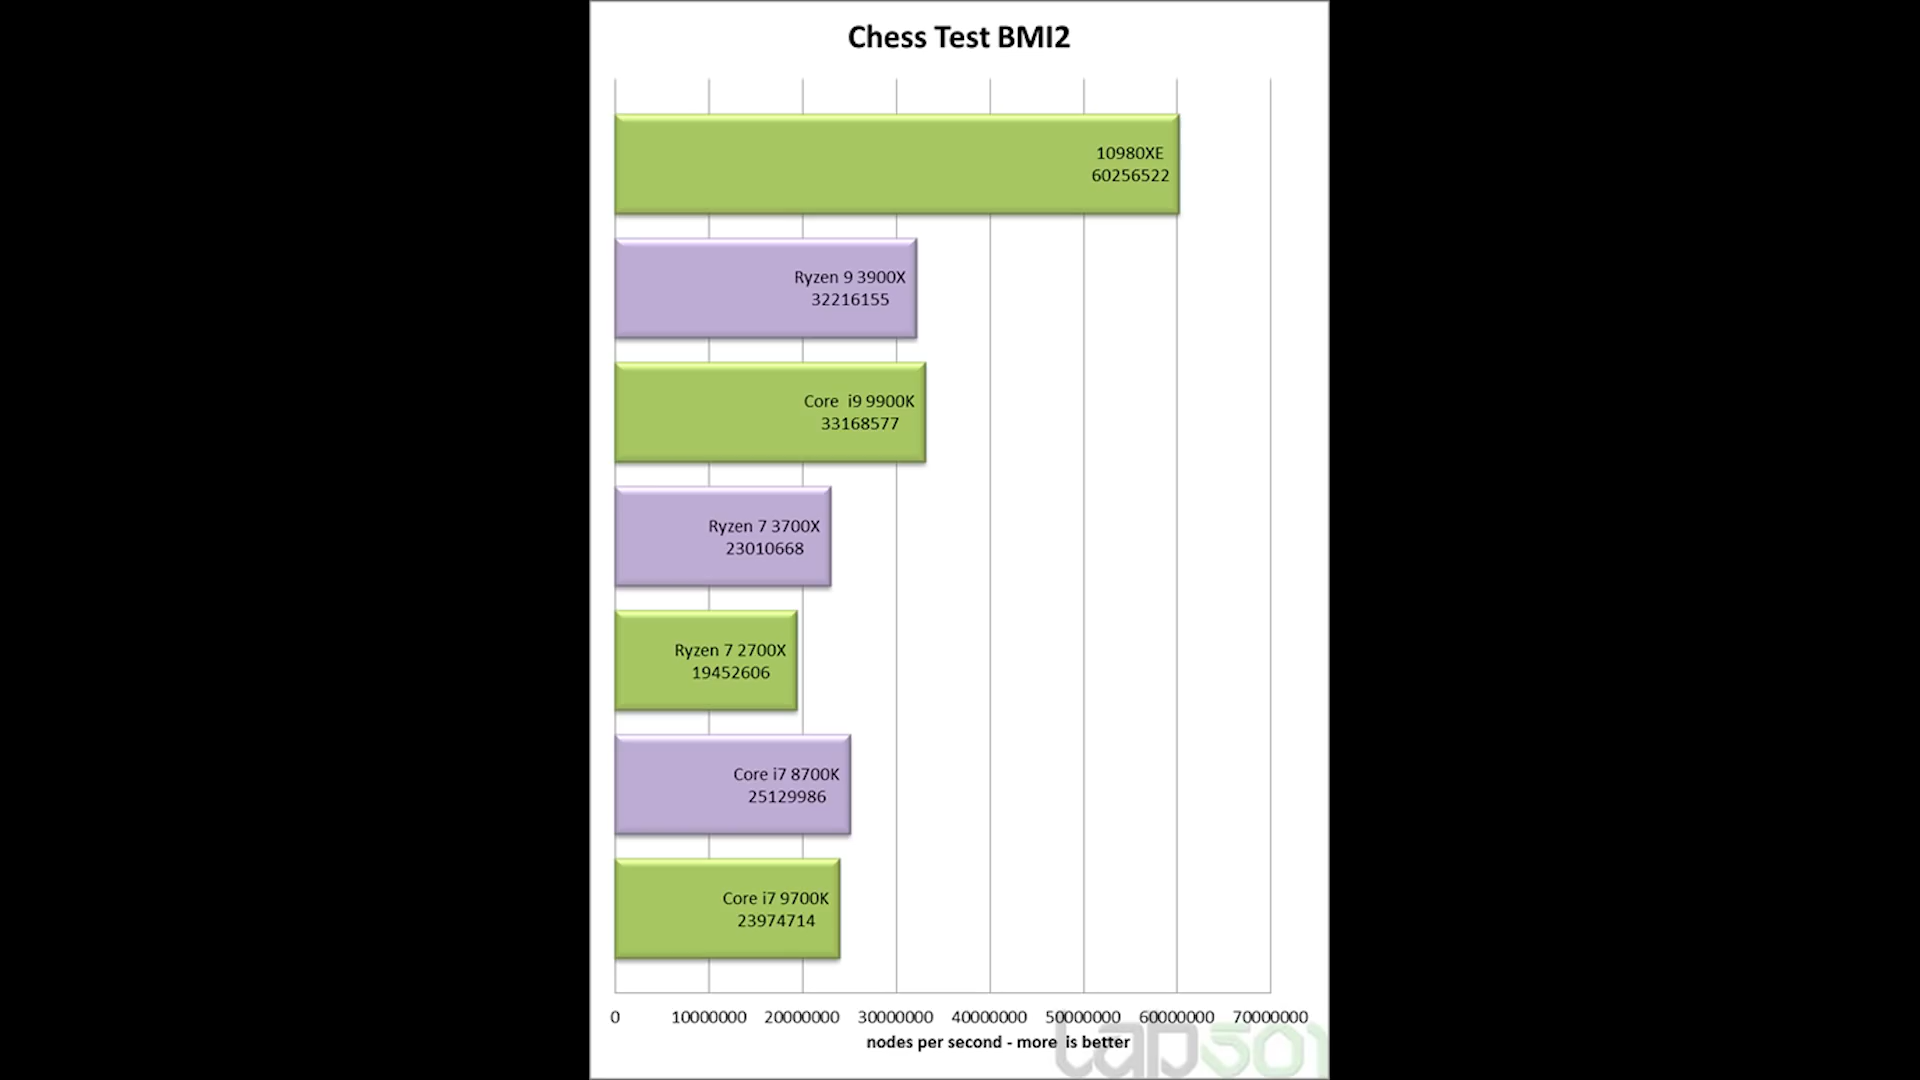 Chess Test BMI2
10980XE
60256522
Ryzen 9 3900X
32216155
Core i9 9900K
33168577
Ryzen 7 3700X
23010668
Ryzen 7 2700X
19452606
Core i7 8700K
25129986
Core i7 9700K
23974714
0 10000000 20000000 30000000 40000000 50000000 60000000 70000000
nodes per second - more is better
lab501